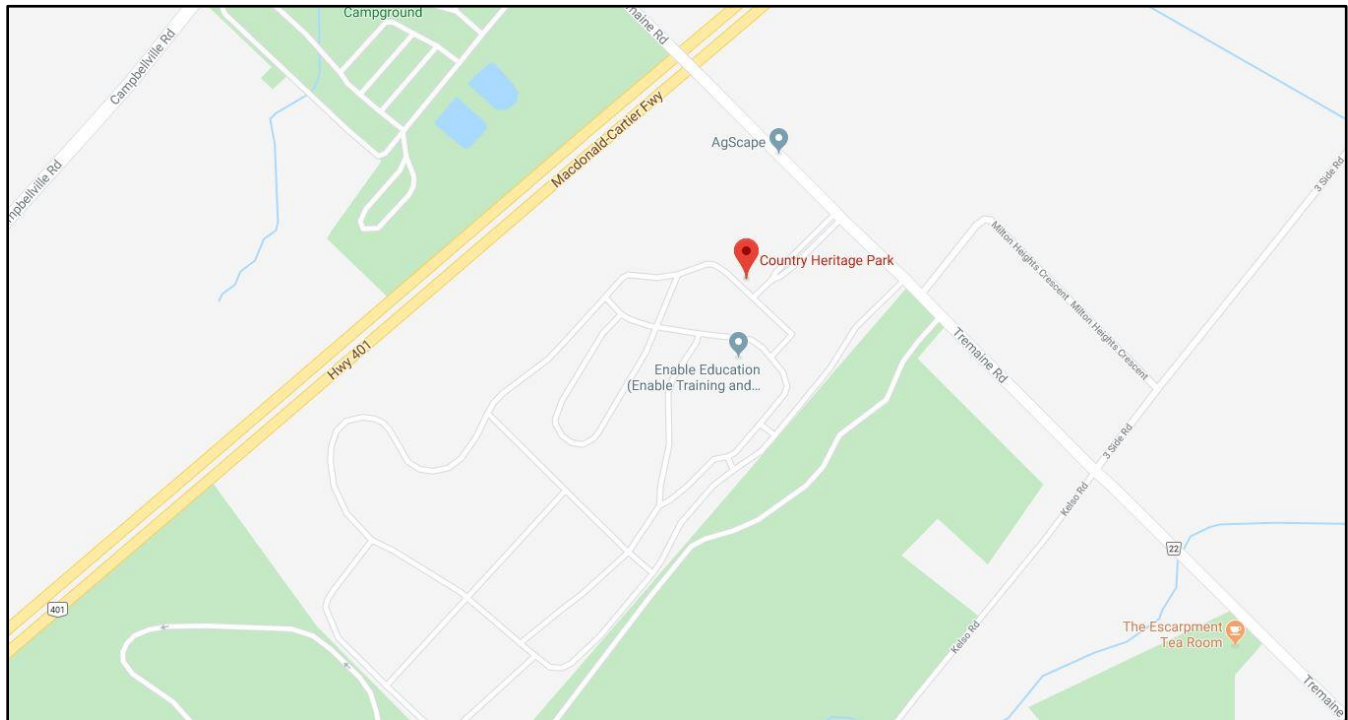 Campground
maine Rd
Campbellville Rd
Macdonald-Cartier Fwy
AgScape
3 Side Rd
mpbellville Rd
Milton Heights Crescent
Milton Heights Crescent
Country Heritage Park
Tremaine Rd
Hwy 401
Enable Education
(Enable Training and...
3 Side Rd
Kelso Rd
22
401
The Escarpment
Tea Room
Kelso Rd
Tremaine